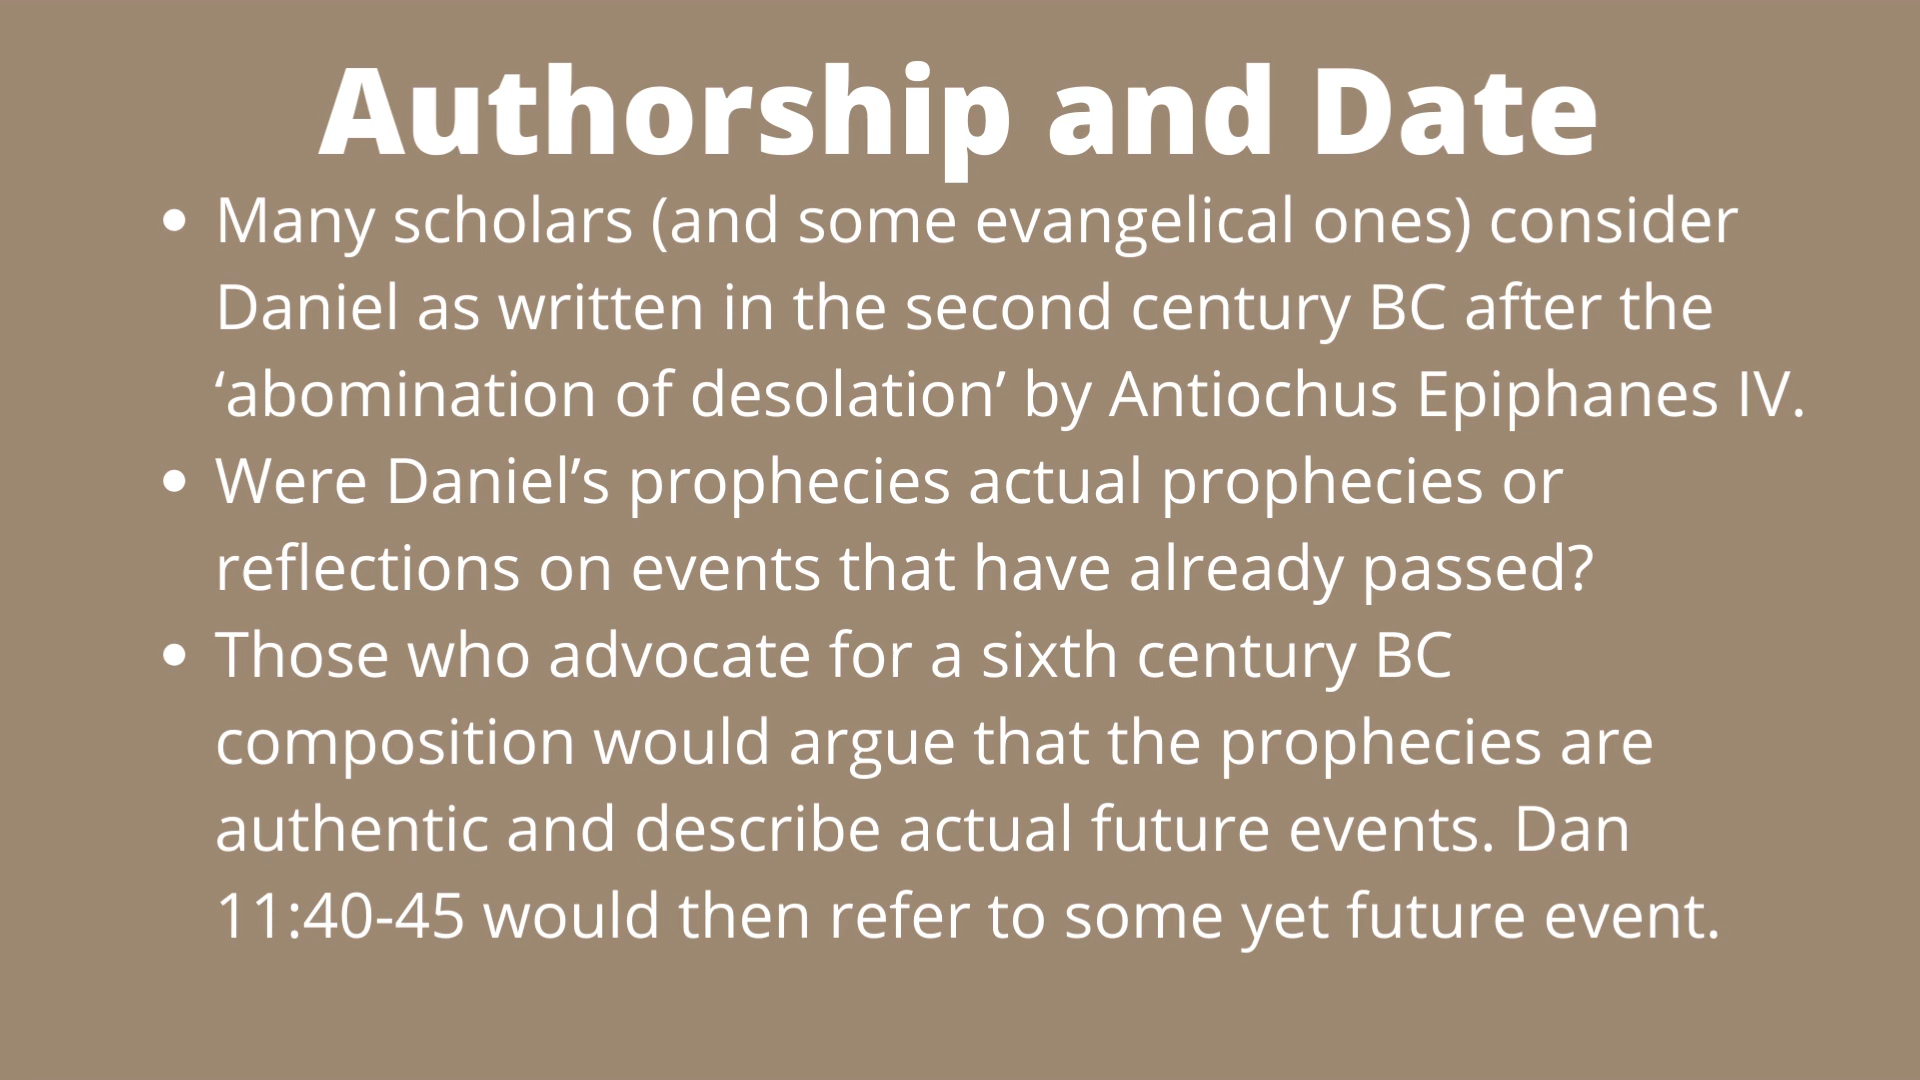 Authorship and Date
• Many scholars (and some evangelical ones) consider
Daniel as written in the second century BC after the
‘abomination of desolation’ by Antiochus Epiphanes IV.
• Were Daniel’s prophecies actual prophecies or
reflections on events that have already passed?
• Those who advocate for a sixth century BC
composition would argue that the prophecies are
authentic and describe actual future events. Dan
11:40-45 would then refer to some yet future event.